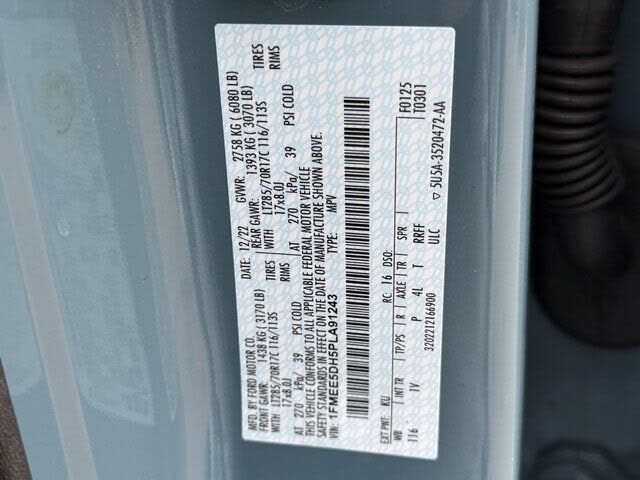 MFD. BY FORD MOTOR CO.
DATE: 12/22 GVWR: 2758 KG ( 6080 LB)
FRONT GAWR: 1438 KG ( 3170 LB) REAR GAWR: 1393 KG ( 3070 LB)
LT285/70R17C 116/113S TIRES WITH LT285/70R17C 116/113S TIRES
17x8.0J RIMS 17x8.0J RIMS
AT 270 kPa/ 39 PSI COLD AT 270 kPa/ 39 PSI COLD
THIS VEHICLE CONFORMS TO ALL APPLICABLE FEDERAL MOTOR VEHICLE
SAFETY STANDARDS IN EFFECT ON THE DATE OF MANUFACTURE SHOWN ABOVE.
VIN: 1FMEE5DH5PLA91243 TYPE: MPV
F0125
T0301
EXT PNT: KU RC: 16 DSO:
WB INT TR TP/PS R AXLE TR SPR
116 1V P 4L T RRFF
3202212166900 ULC ▽ 5U5A-3520472-AA